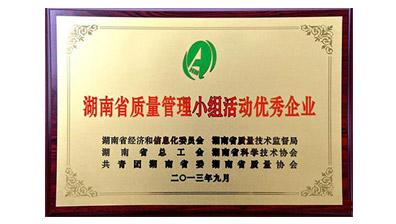 湖南省质量管理小组活动优秀企业
湖南省经济和信息化委员会 湖南省质量技术监督局
湖南省总工会 湖南省科学技术协会
共青团湖南省委 湖南省质量协会
二〇一三年九月